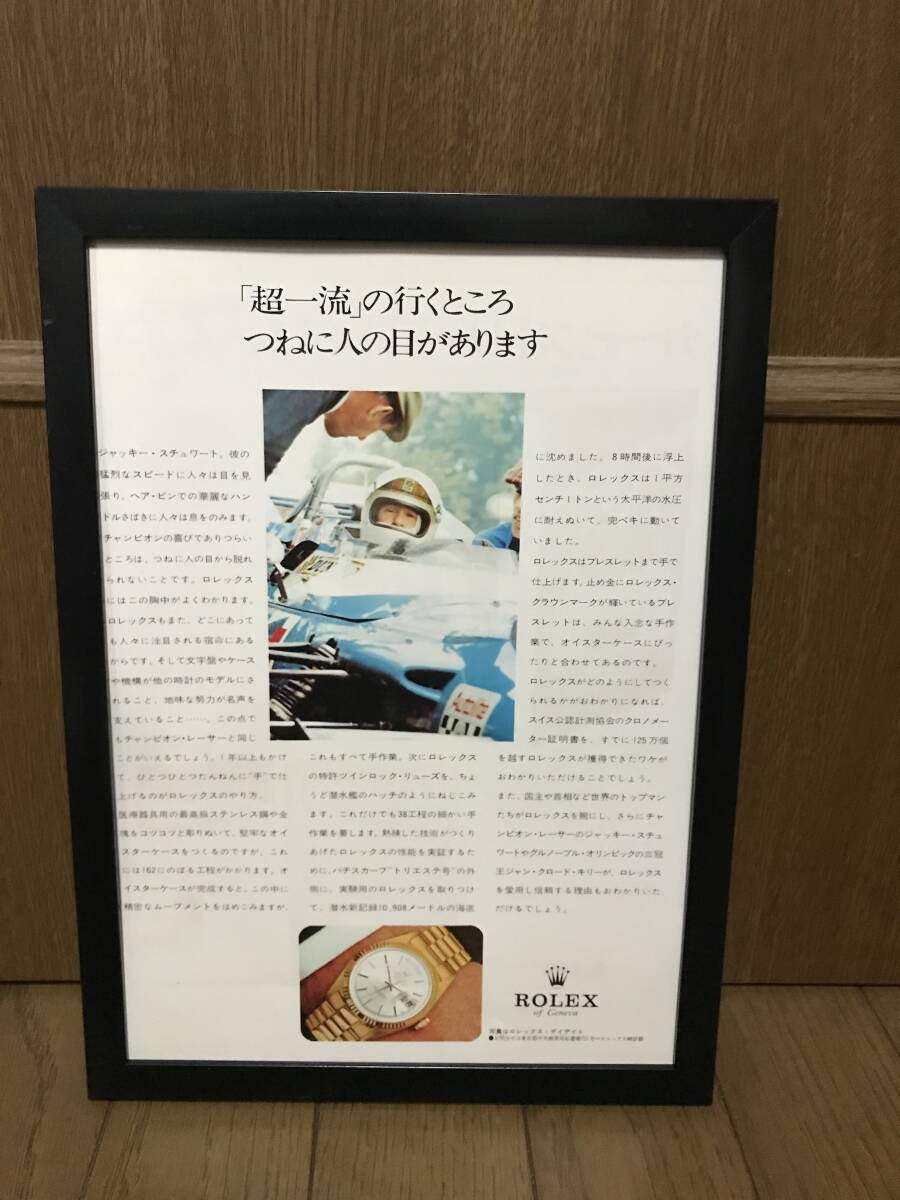 「超一流」の行くところ
つねに人の目があります
ジャッキー・スチュワート。彼の
猛烈なスピードに人々は目を見
張り、ヘア・ピンでの華麗なハン
ドルさばきに人々は息をのみます。
チャンピオンの喜びでありつらい
ところは、つねに人の目から脱れ
られないことです。ロレックス
にはこの胸中がよくわかります。
ロレックスもまた、どこにあって
も人々に注目される宿命にある
からです。そして文字盤やケース
や機構が他の時計のモデルにさ
れること、地味な努力が名声を
支えていること……。この点で
もチャンピオン・レーサーと同じ
ことがいえるでしょう。1年以上もかけ
て、ひとつひとつたんねんに"手"で仕
上げるのがロレックスのやり方。
医療器具用の最高級ステンレス鋼や金
塊をコツコツと彫りぬいて、堅牢なオイ
スターケースをつくるのですが、これ
には162にのぼる工程がかかります。オ
イスターケースが完成すると、この中に
精密なムーブメントをはめこみますが、
これもすべて手作業。次にロレックス
の特許ツインロック・リューズを、ちょ
うど潜水艦のハッチのようにねじこみ
ます。これだけでも38工程の細かい手
作業を要します。熟練した技術がつくり
あげたロレックスの性能を実証するた
めに、バチスカーフ"トリエステ号"の外
側に、実験用のロレックスを取りつけ
て、潜水新記録10,908メートルの海底
に沈めました。8時間後に浮上
したとき、ロレックスは1平方
センチ1トンという太平洋の水圧
に耐えぬいて、完ペキに動いて
いました。
ロレックスはブレスレットまで手で
仕上げます。止め金にロレックス・
クラウンマークが輝いているブレ
スレットは、みんな入念な手作
業で、オイスターケースにぴっ
たりと合わせてあるのです。
ロレックスがどのようにしてつく
られるかがおわかりになれば、
スイス公認計測協会のクロノメー
ター証明書を、すでに125万個
を越すロレックスが獲得できたワケが
おわかりいただけることでしょう。
また、国王や首相など世界のトップマン
たちがロレックスを腕にし、さらにチャ
ンピオン・レーサーのジャッキー・スチュ
ワートやグルノーブル・オリンピックの三冠
王ジャン・クロード・キリーが、ロレックス
を愛用し信頼する理由もおわかりいた
だけるでしょう。
ROLEX
of Geneva
写真はロレックス・デイデイト